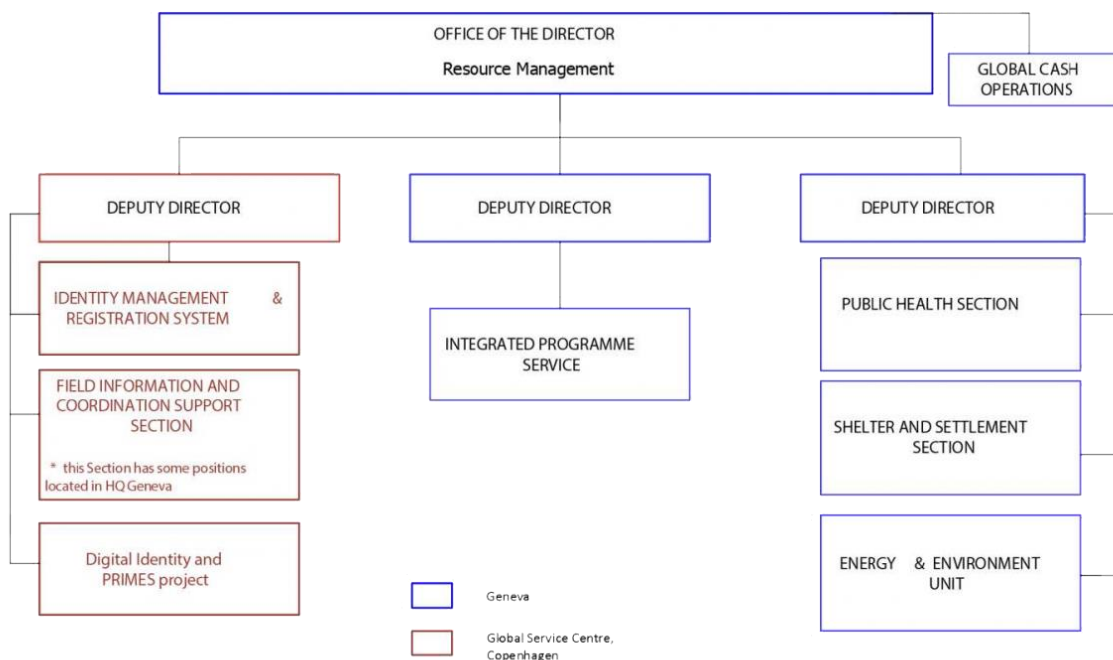 OFFICE OF THE DIRECTOR
Resource Management
GLOBAL CASH
OPERATIONS
DEPUTY DIRECTOR
DEPUTY DIRECTOR
DEPUTY DIRECTOR
IDENTITY MANAGEMENT &
REGISTRATION SYSTEM
FIELD INFORMATION AND
COORDINATION SUPPORT
SECTION
* this Section has some positions
located in HQ Geneva
Digital Identity and
PRIMES project
INTEGRATED PROGRAMME
SERVICE
PUBLIC HEALTH SECTION
SHELTER AND SETTLEMENT
SECTION
ENERGY & ENVIRONMENT
UNIT
Geneva
Global Service Centre,
Copenhagen